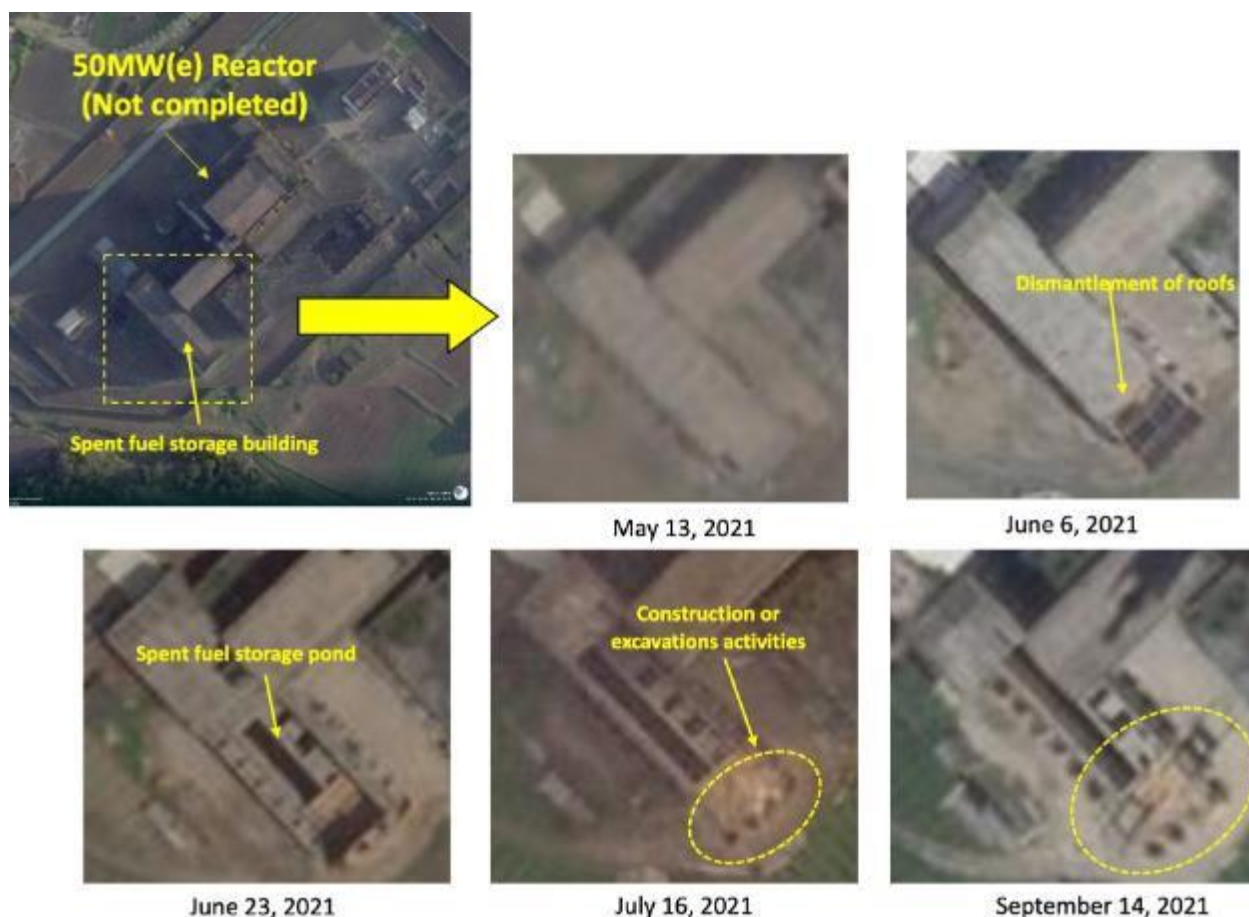 50MW(e) Reactor
(Not completed)
Spent fuel storage building
May 13, 2021
Dismantlement of roofs
June 6, 2021
Spent fuel storage pond
June 23, 2021
Construction or
excavations activities
July 16, 2021
September 14, 2021